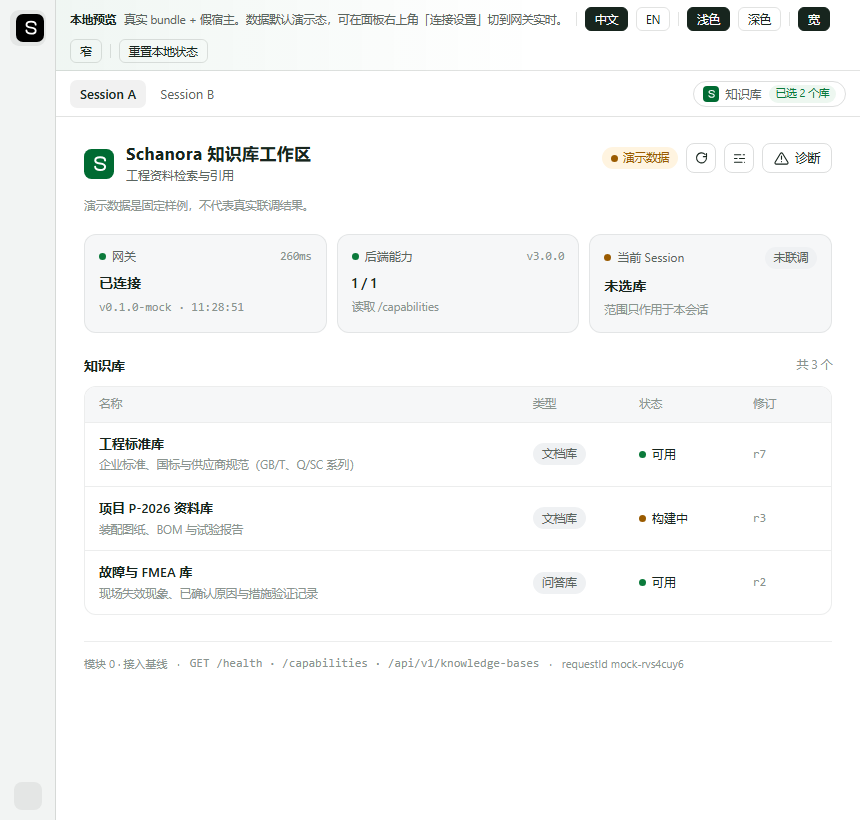 S
本地预览 真实 bundle + 假宿主。数据默认演示态，可在面板右上角「连接设置」切到网关实时。 中文 EN 浅色 深色 宽
窄 重置本地状态
Session A Session B S 知识库 已选 2 个库
S Schanora 知识库工作区
工程资料检索与引用
演示数据 诊断
演示数据是固定样例，不代表真实联调结果。
网关 260ms
已连接
v0.1.0-mock · 11:28:51
后端能力 v3.0.0
1 / 1
读取 /capabilities
当前 Session 未联调
未选库
范围只作用于本会话
知识库 共 3 个
名称 类型 状态 修订
工程标准库
企业标准、国标与供应商规范（GB/T、Q/SC 系列） 文档库 可用 r7
项目 P-2026 资料库
装配图纸、BOM 与试验报告 文档库 构建中 r3
故障与 FMEA 库
现场失效现象、已确认原因与措施验证记录 问答库 可用 r2
模块 0 · 接入基线 · GET /health · /capabilities · /api/v1/knowledge-bases · requestId mock-rvs4cuy6